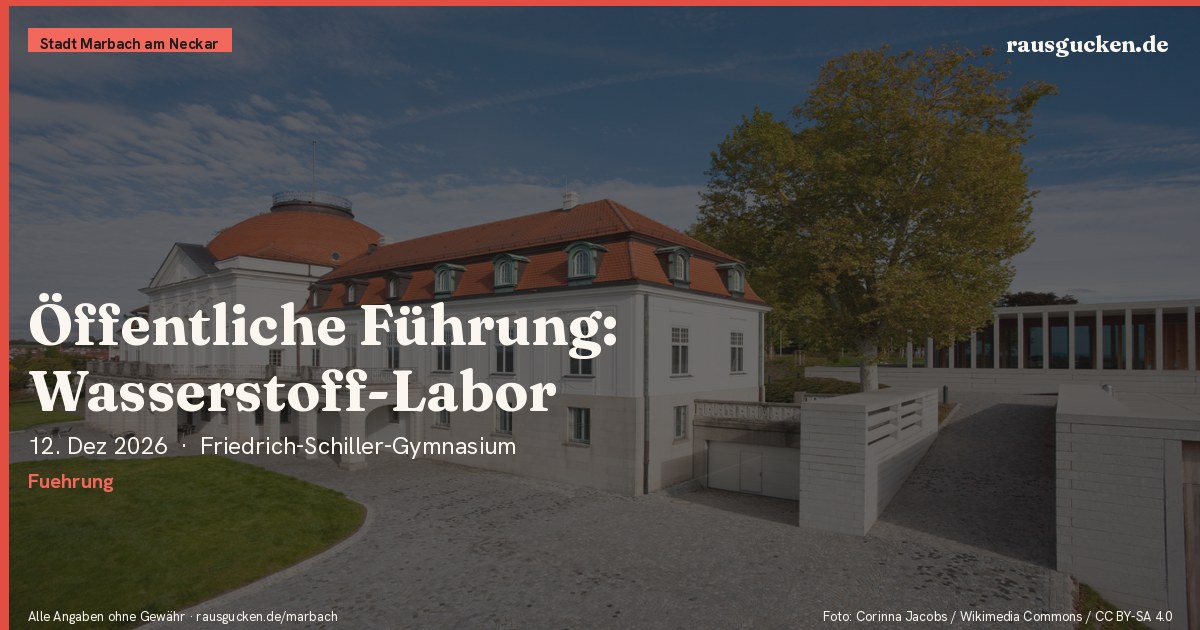 Stadt Marbach am Neckar
rausgucken.de
Öffentliche Führung:
Wasserstoff-Labor
12. Dez 2026 · Friedrich-Schiller-Gymnasium
Fuehrung
Alle Angaben ohne Gewähr · rausgucken.de/marbach
Foto: Corinna Jacobs / Wikimedia Commons / CC BY-SA 4.0